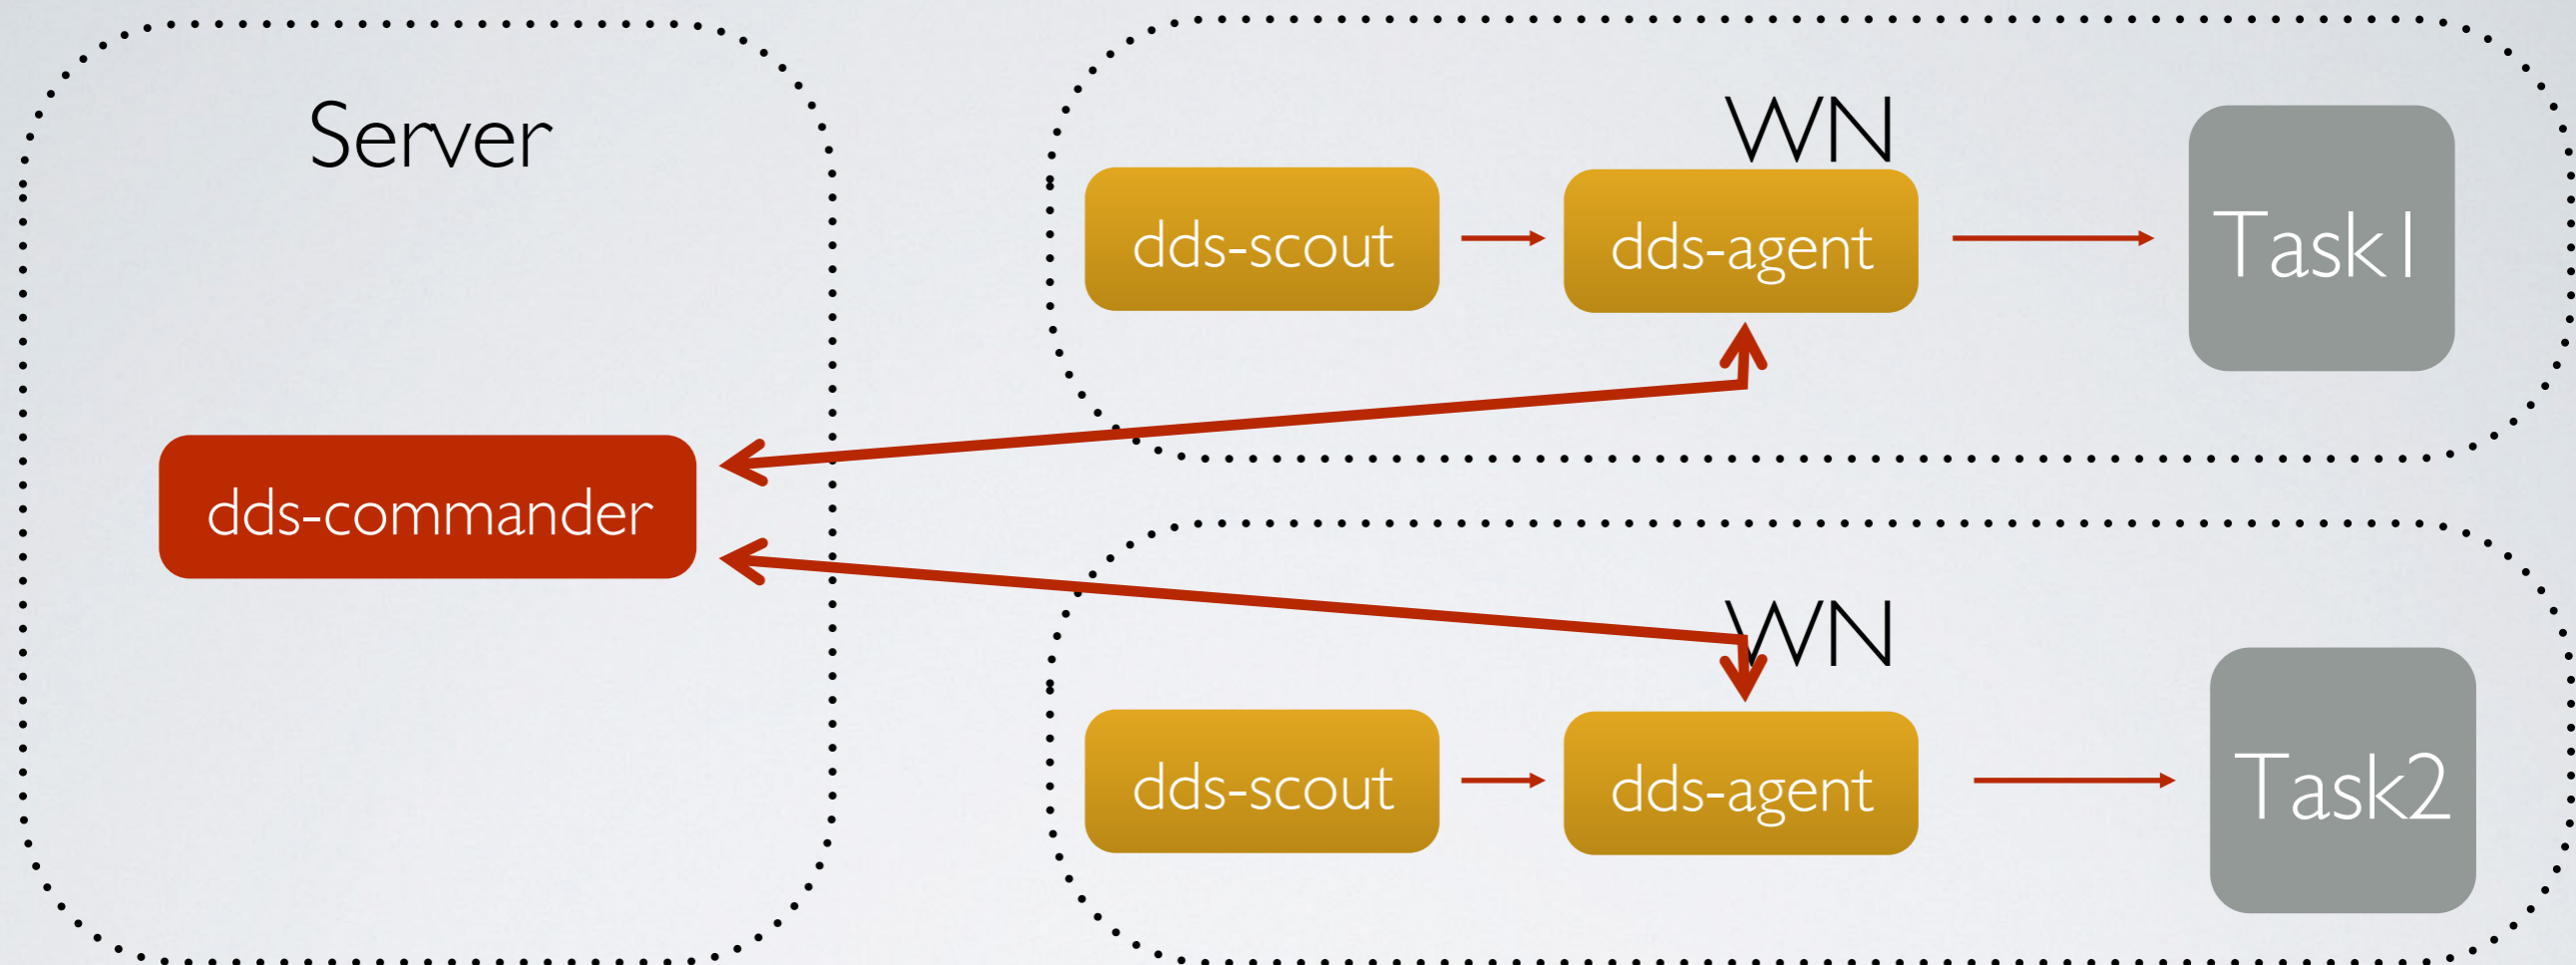 Server
dds-commander
WN
dds-scout
dds-agent
Task1
WN
dds-scout
dds-agent
Task2